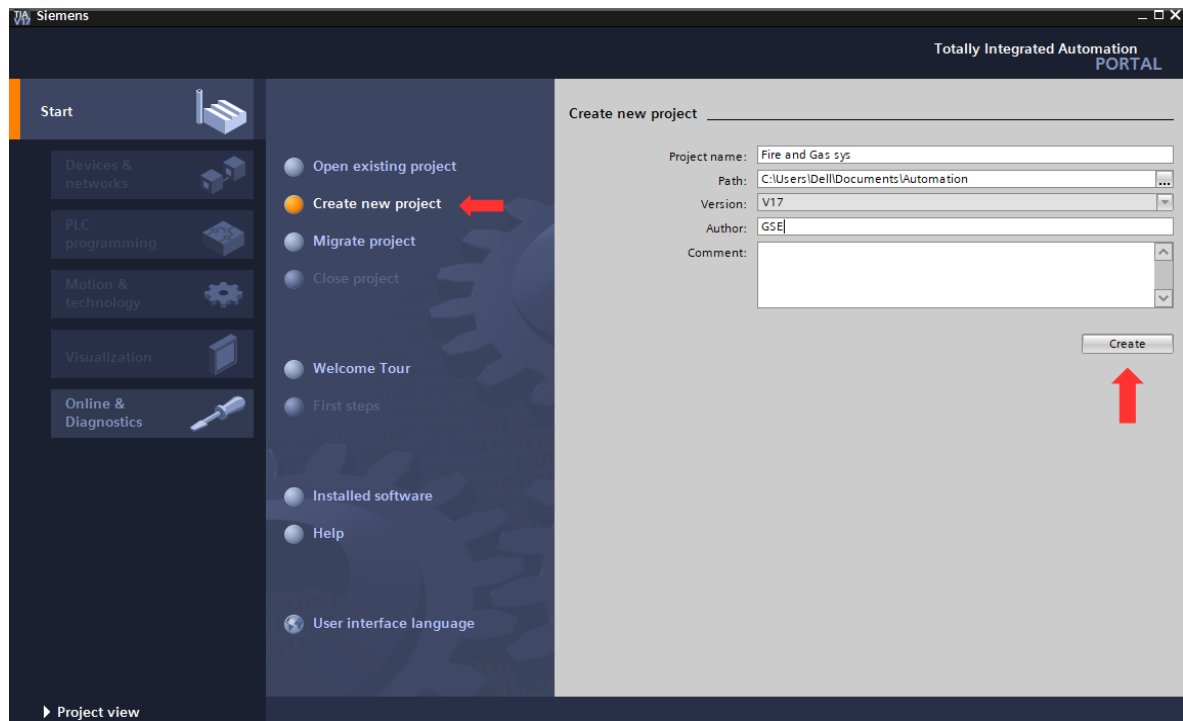 TIA
V17
Siemens
Totally Integrated Automation
PORTAL
Start
Devices &
networks
PLC
programming
Motion &
technology
Visualization
Online &
Diagnostics
Project view
Open existing project
Create new project
Migrate project
Close project
Welcome Tour
First steps
Installed software
Help
User interface language
Create new project
Project name: Fire and Gas sys
Path: C:\Users\Dell\Documents\Automation
...
Version: V17
Author: GSE
Comment:
Create